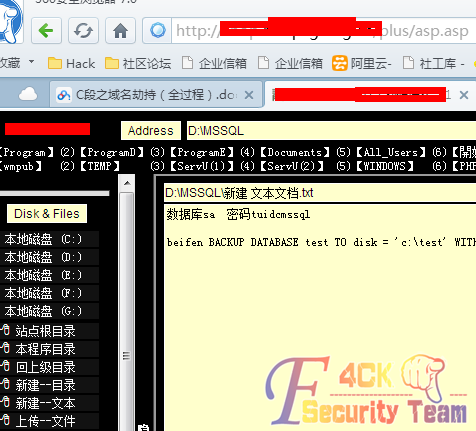 360安全浏览器 7.0
http://
plus/asp.asp
收藏 Hack 社区论坛 企业信箱 企业信箱 阿里云- 社工库 -
C段之域名劫持（全过程）.doc
1
Address D:\MSSQL
【Program】 (2)【ProgramD】 (3)【ProgramE】 (4)【Documents】 (5)【All_Users】 (6)【開始
【wmpub】 (2)【TEMP】 (3)【ServU(1)】 (4)【ServU(2)】 (5)【WINDOWS】 (6)【PHP
D:\MSSQL\新建 文本文档.txt
Disk & Files
数据库sa 密码tuidcmssql
beifen BACKUP DATABASE test TO disk = 'c:\test' WITH
本地磁盘 (C:)
本地磁盘 (D:)
本地磁盘 (E:)
本地磁盘 (F:)
本地磁盘 (G:)
站点根目录
本程序目录
回上级目录
新建--目录
新建--文本
上传--文件
F4CK
Security Team